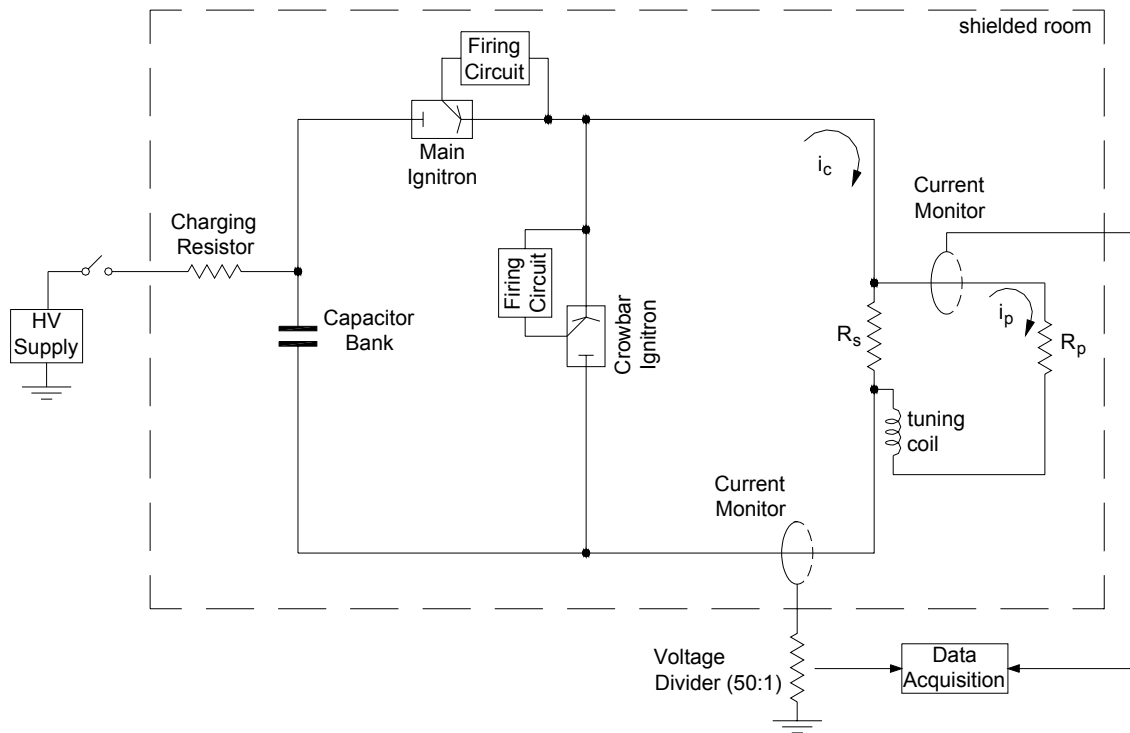 shielded room
Firing
Circuit
Main
Ignitron
i_c
Current
Monitor
Charging
Resistor
Firing
Circuit
HV
Supply
Capacitor
Bank
Crowbar
Ignitron
R_s
i_p
R_p
tuning
coil
Current
Monitor
Voltage
Divider (50:1)
Data
Acquisition